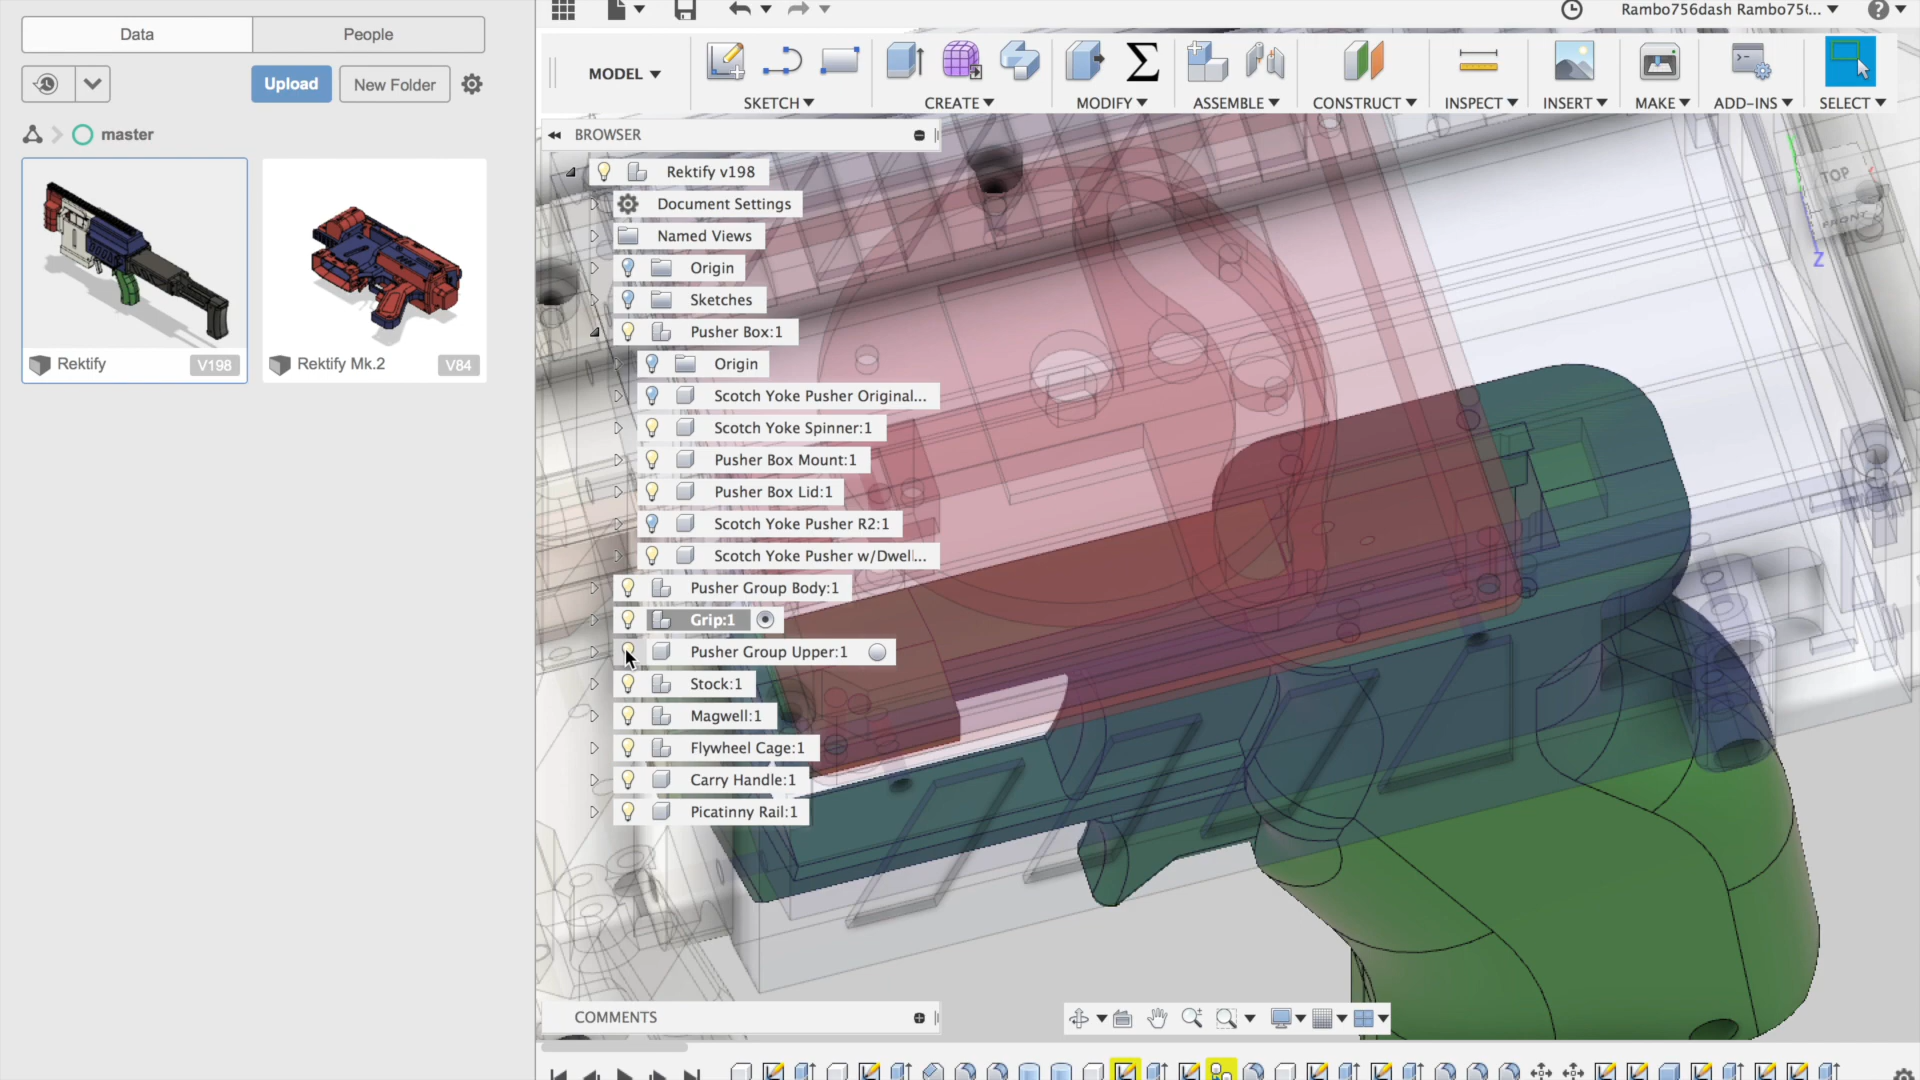 Data
People
Rambo756dash Rambo75(... ▼
Upload
New Folder
MODEL ▼
SKETCH ▼
CREATE ▼
MODIFY ▼
ASSEMBLE ▼
CONSTRUCT ▼
INSPECT ▼
INSERT ▼
MAKE ▼
ADD-INS ▼
SELECT ▼
master
BROWSER
Rektify
V198
Rektify Mk.2
V84
Rektify v198
Document Settings
Named Views
Origin
Sketches
Pusher Box:1
Origin
Scotch Yoke Pusher Original...
Scotch Yoke Spinner:1
Pusher Box Mount:1
Pusher Box Lid:1
Scotch Yoke Pusher R2:1
Scotch Yoke Pusher w/Dwel...
Pusher Group Body:1
Grip:1
Pusher Group Upper:1
Stock:1
Magwell:1
Flywheel Cage:1
Carry Handle:1
Picatinny Rail:1
TOP
FRONT
Z
COMMENTS